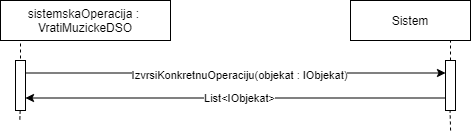 sistemskaOperacija :
VratiMuzickeDSO
Sistem
IzvrsiKonkretnuOperaciju(objekat : IObjekat)
List<IObjekat>